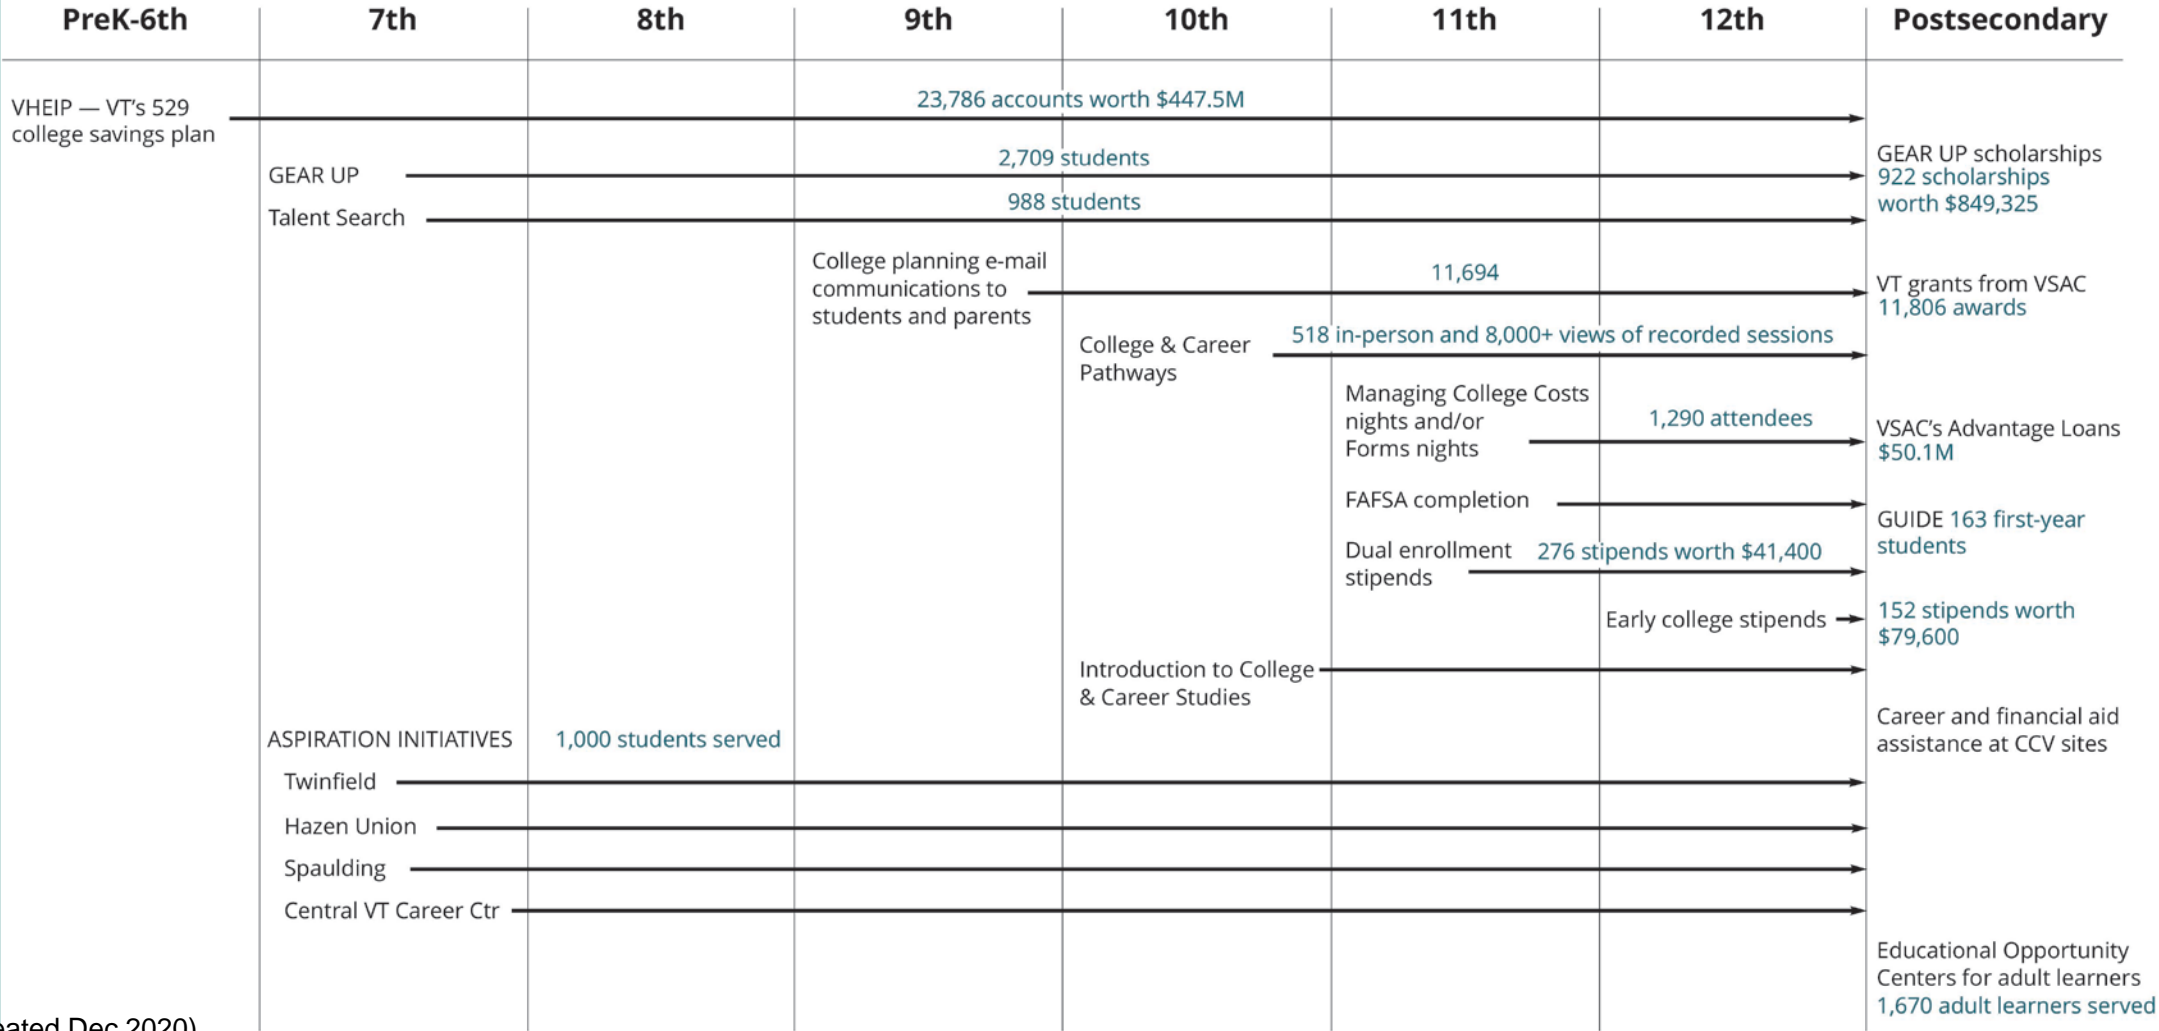 PreK-6th 7th 8th 9th 10th 11th 12th Postsecondary
VHEIP — VT's 529
college savings plan
23,786 accounts worth $447.5M
GEAR UP
2,709 students
GEAR UP scholarships
922 scholarships
worth $849,325
Talent Search
988 students
College planning e-mail
communications to
students and parents
11,694
VT grants from VSAC
11,806 awards
College & Career
Pathways
518 in-person and 8,000+ views of recorded sessions
Managing College Costs
nights and/or
Forms nights
1,290 attendees
VSAC's Advantage Loans
$50.1M
FAFSA completion
GUIDE 163 first-year
students
Dual enrollment
stipends
276 stipends worth $41,400
Early college stipends
152 stipends worth
$79,600
Introduction to College
& Career Studies
Career and financial aid
assistance at CCV sites
ASPIRATION INITIATIVES 1,000 students served
Twinfield
Hazen Union
Spaulding
Central VT Career Ctr
Educational Opportunity
Centers for adult learners
1,670 adult learners served
Dec 2020)